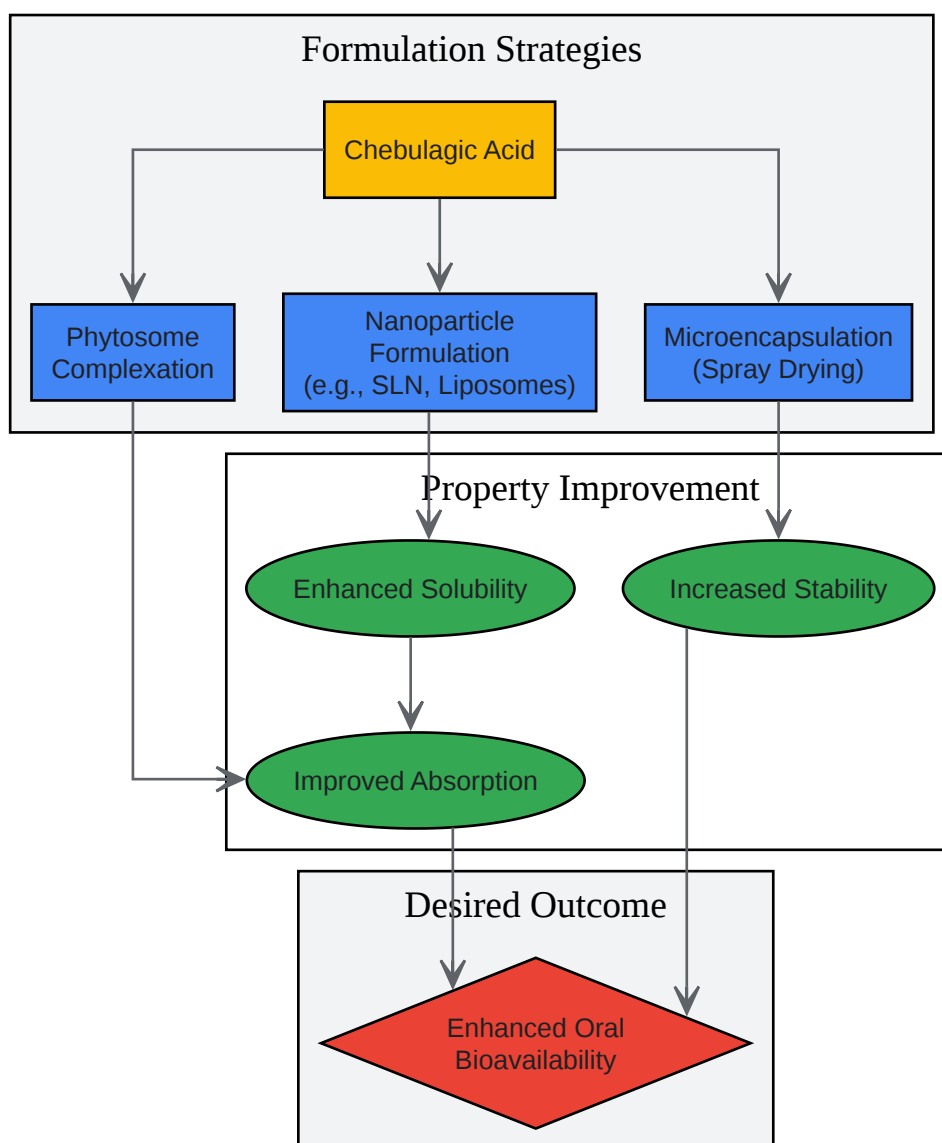 Formulation Strategies
Chebulagic Acid
Phytosome
Complexation
Nanoparticle
Formulation
(e.g., SLN, Liposomes)
Microencapsulation
(Spray Drying)
Property Improvement
Enhanced Solubility
Increased Stability
Improved Absorption
Desired Outcome
Enhanced Oral
Bioavailability